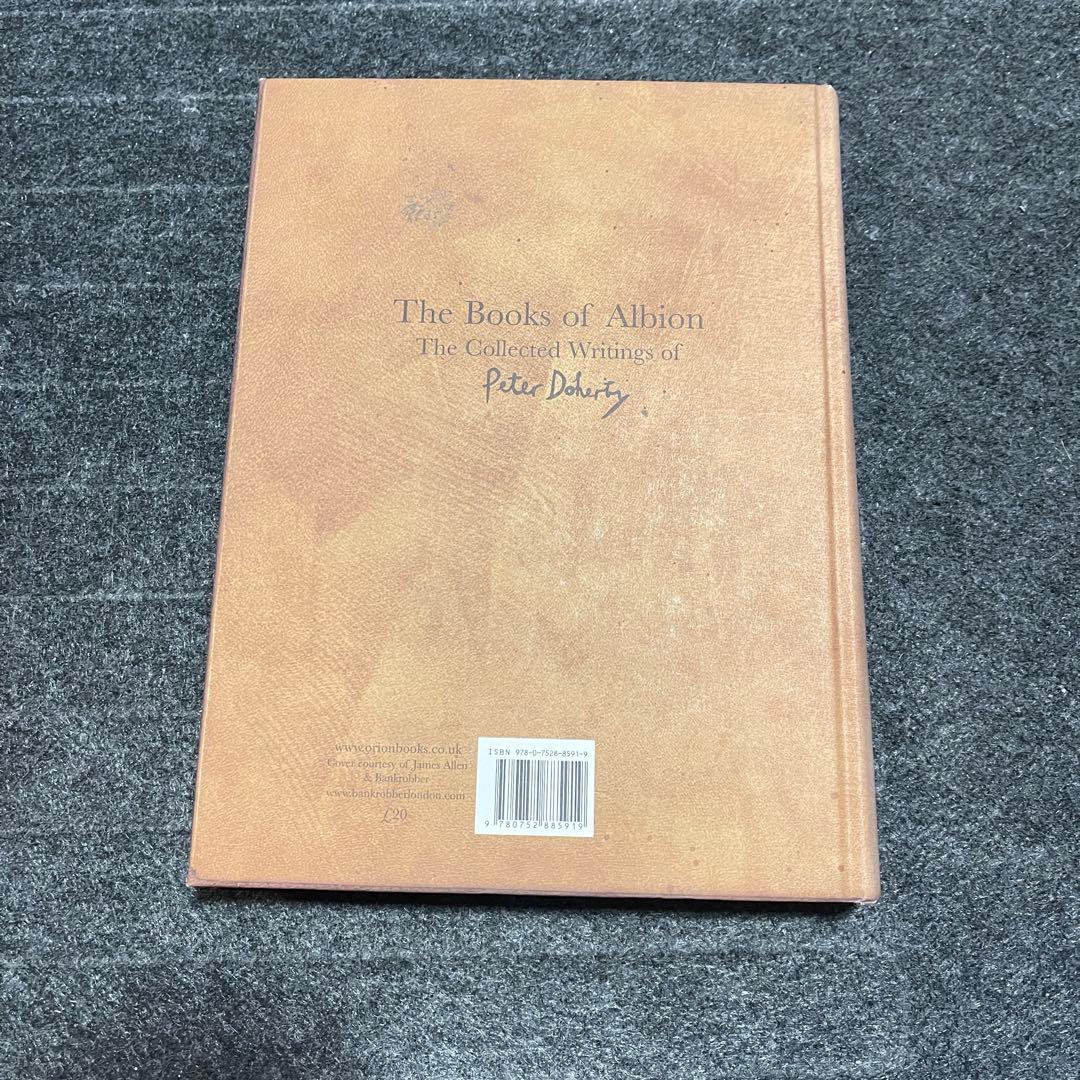 The Books of Albion
The Collected Writings of
Peter Doherty
www.orionbooks.co.uk
Cover courtesy of James Allen
& Bankrobber
www.bankrobberlondon.com
£20
ISBN 978-0-7528-8591-9
9 780752 885919